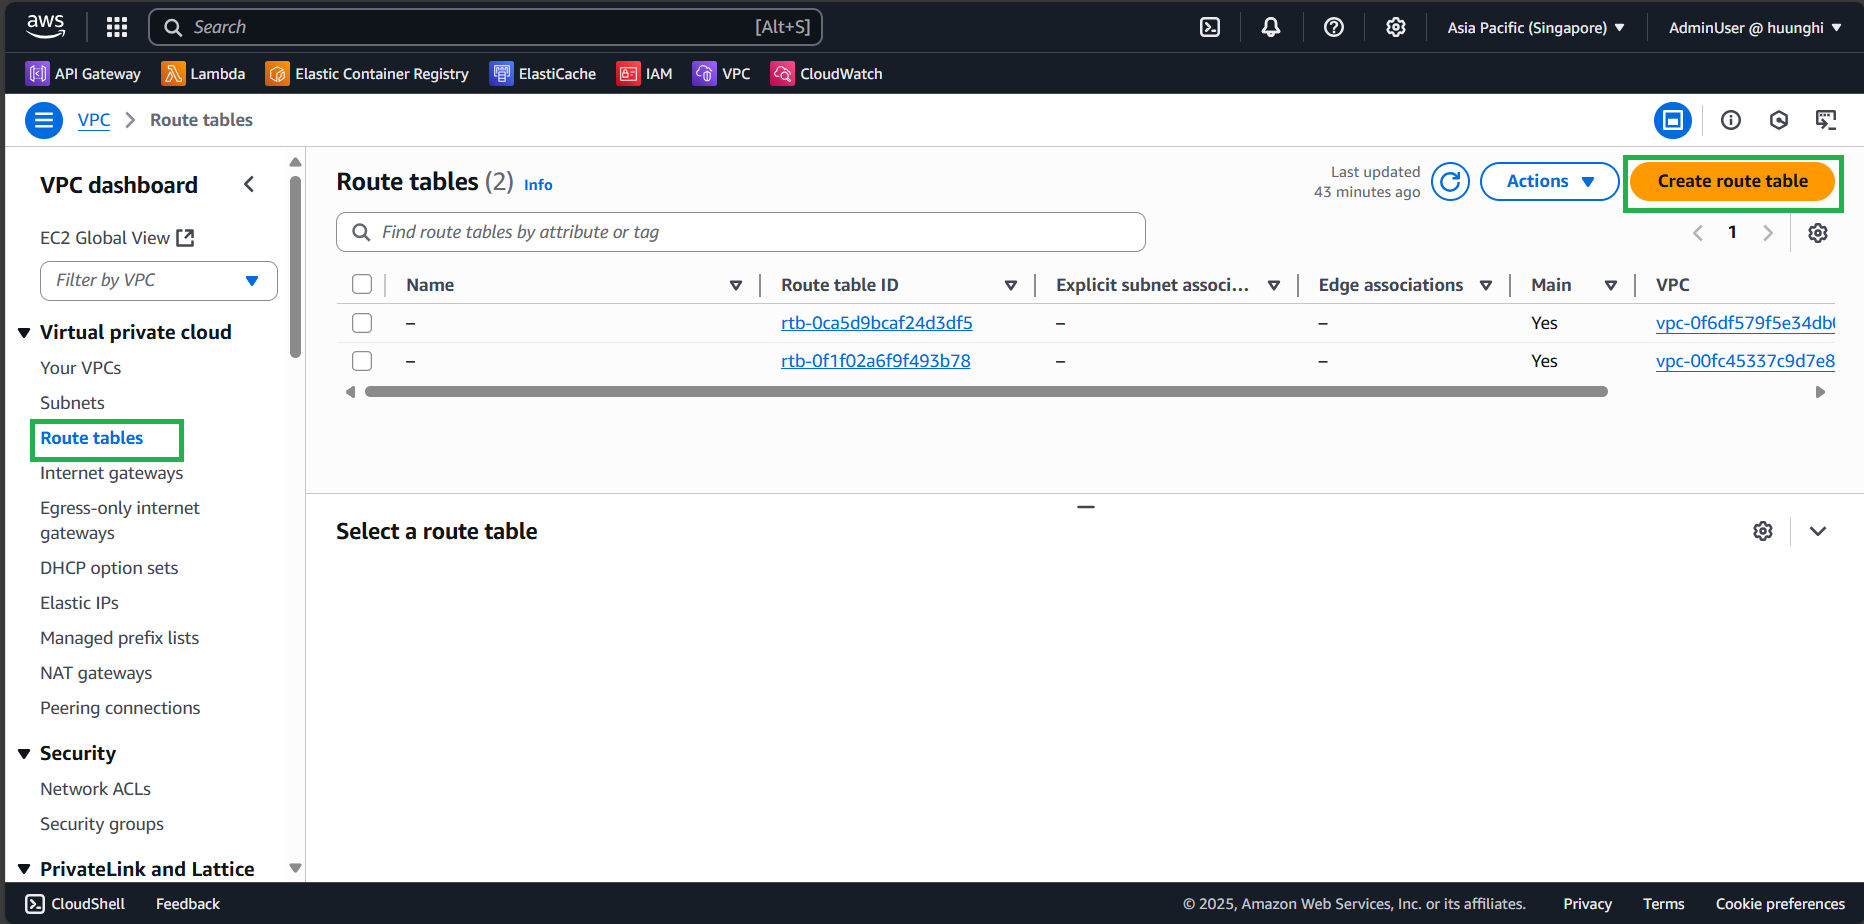 aws
Search [Alt+S]
Asia Pacific (Singapore)
AdminUser @ huunghi
API Gateway
Lambda
Elastic Container Registry
ElastiCache
IAM
VPC
CloudWatch
VPC
Route tables
VPC dashboard
EC2 Global View
Filter by VPC
Virtual private cloud
Your VPCs
Subnets
Route tables
Internet gateways
Egress-only internet
gateways
DHCP option sets
Elastic IPs
Managed prefix lists
NAT gateways
Peering connections
Security
Network ACLs
Security groups
PrivateLink and Lattice
Route tables (2) Info
Last updated
43 minutes ago
Actions
Create route table
Find route tables by attribute or tag
1
Name Route table ID Explicit subnet associ... Edge associations Main VPC
– rtb-0ca5d9bcaf24d3df5 – – Yes vpc-0f6df579f5e34db
– rtb-0f1f02a6f9f493b78 – – Yes vpc-00fc45337c9d7e8
Select a route table
CloudShell
Feedback
© 2025, Amazon Web Services, Inc. or its affiliates.
Privacy
Terms
Cookie preferences